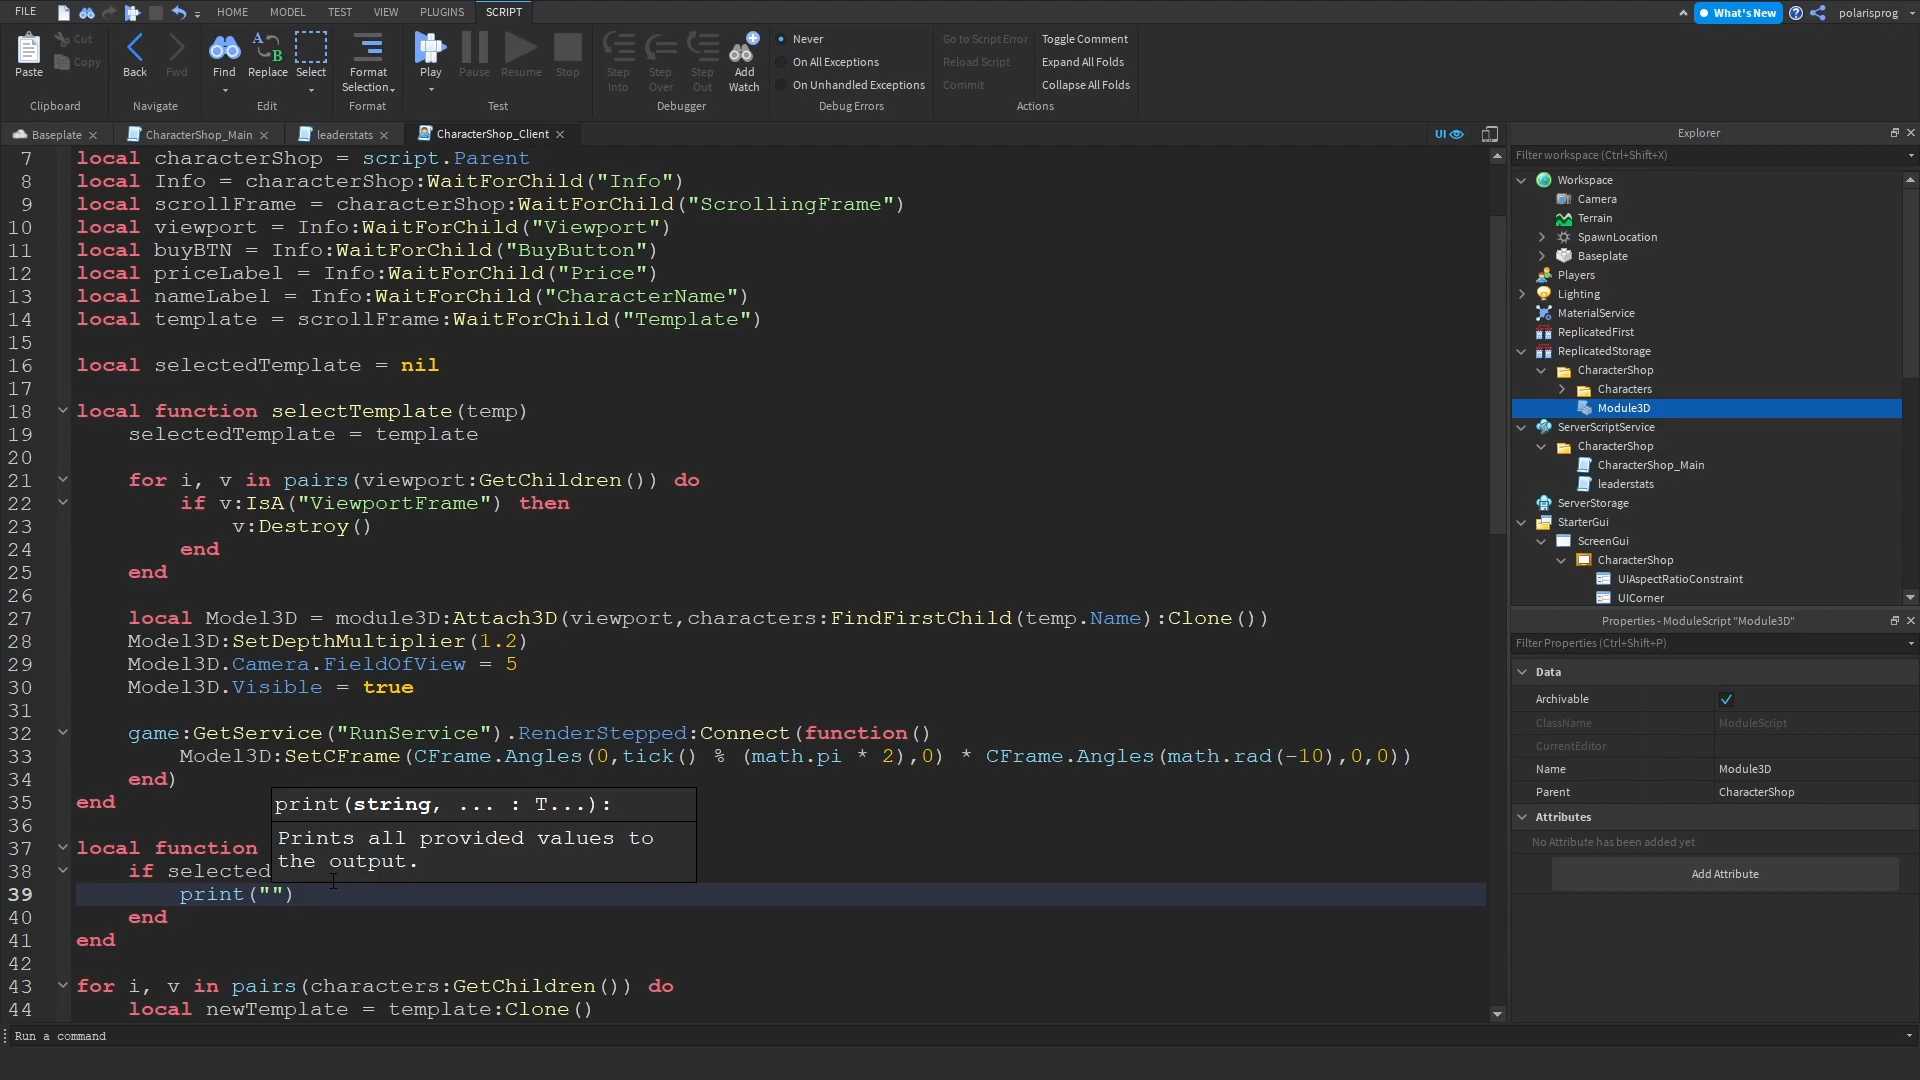 FILE
HOME
MODEL
TEST
VIEW
PLUGINS
SCRIPT
What's New
polarisprog
Paste
Cut
Copy
Clipboard
Back
Fwd
Navigate
Find
Replace
Select
Edit
Format
Selection
Format
Play
Pause
Resume
Stop
Test
Step
Into
Step
Over
Step
Out
Add
Watch
Debugger
Never
On All Exceptions
On Unhandled Exceptions
Debug Errors
Go to Script Error
Reload Script
Commit
Toggle Comment
Expand All Folds
Collapse All Folds
Actions
Baseplate
CharacterShop_Main
leaderstats
CharacterShop_Client
UI
7 local characterShop = script.Parent
8 local Info = characterShop:WaitForChild("Info")
9 local scrollFrame = characterShop:WaitForChild("ScrollingFrame")
10 local viewport = Info:WaitForChild("Viewport")
11 local buyBTN = Info:WaitForChild("BuyButton")
12 local priceLabel = Info:WaitForChild("Price")
13 local nameLabel = Info:WaitForChild("CharacterName")
14 local template = scrollFrame:WaitForChild("Template")
15
16 local selectedTemplate = nil
17
18 local function selectTemplate(temp)
19 selectedTemplate = template
20
21 for i, v in pairs(viewport:GetChildren()) do
22 if v:IsA("ViewportFrame") then
23 v:Destroy()
24 end
25 end
26
27 local Model3D = module3D:Attach3D(viewport,characters:FindFirstChild(temp.Name):Clone())
28 Model3D:SetDepthMultiplier(1.2)
29 Model3D.Camera.FieldOfView = 5
30 Model3D.Visible = true
31
32 game:GetService("RunService").RenderStepped:Connect(function()
33 Model3D:SetCFrame(CFrame.Angles(0,tick() % (math.pi * 2),0) * CFrame.Angles(math.rad(-10),0,0))
34 end)
35 end
36
37 local function
38 if selected
39 print("")
40 end
41 end
42
43 for i, v in pairs(characters:GetChildren()) do
44 local newTemplate = template:Clone()
print(string, ... : T...):
Prints all provided values to
the output.
Run a command
Explorer
Filter workspace (Ctrl+Shift+X)
Workspace
Camera
Terrain
SpawnLocation
Baseplate
Players
Lighting
MaterialService
ReplicatedFirst
ReplicatedStorage
CharacterShop
Characters
Module3D
ServerScriptService
CharacterShop
CharacterShop_Main
leaderstats
ServerStorage
StarterGui
ScreenGui
CharacterShop
UIAspectRatioConstraint
UICorner
Properties - ModuleScript "Module3D"
Filter Properties (Ctrl+Shift+P)
Data
Archivable
ClassName ModuleScript
CurrentEditor
Name Module3D
Parent CharacterShop
Attributes
No Attribute has been added yet
Add Attribute